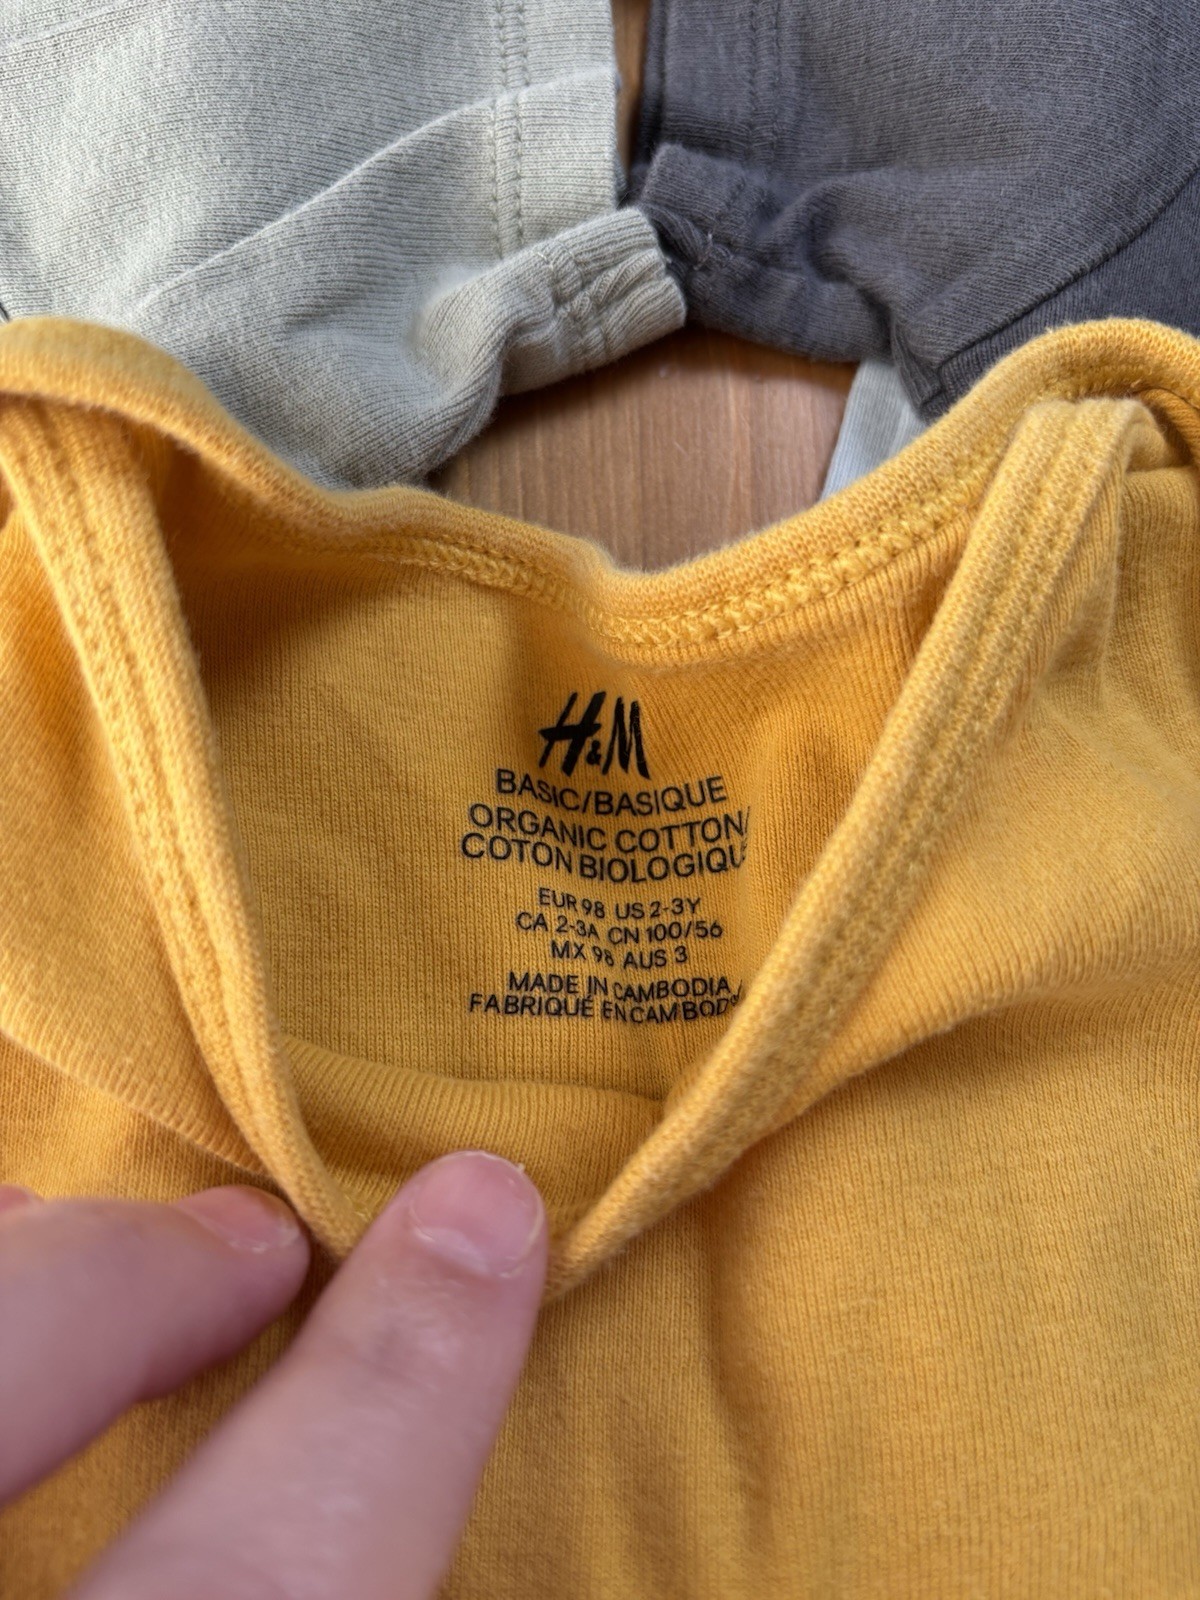 H&M
BASIC/BASIQUE
ORGANIC COTTON/
COTON BIOLOGIQUE
EUR 98 US 2-3Y
CA 2-3A CN 100/56
MX 98 AUS 3
MADE IN CAMBODIA
FABRIQUÉ EN CAMBODGE